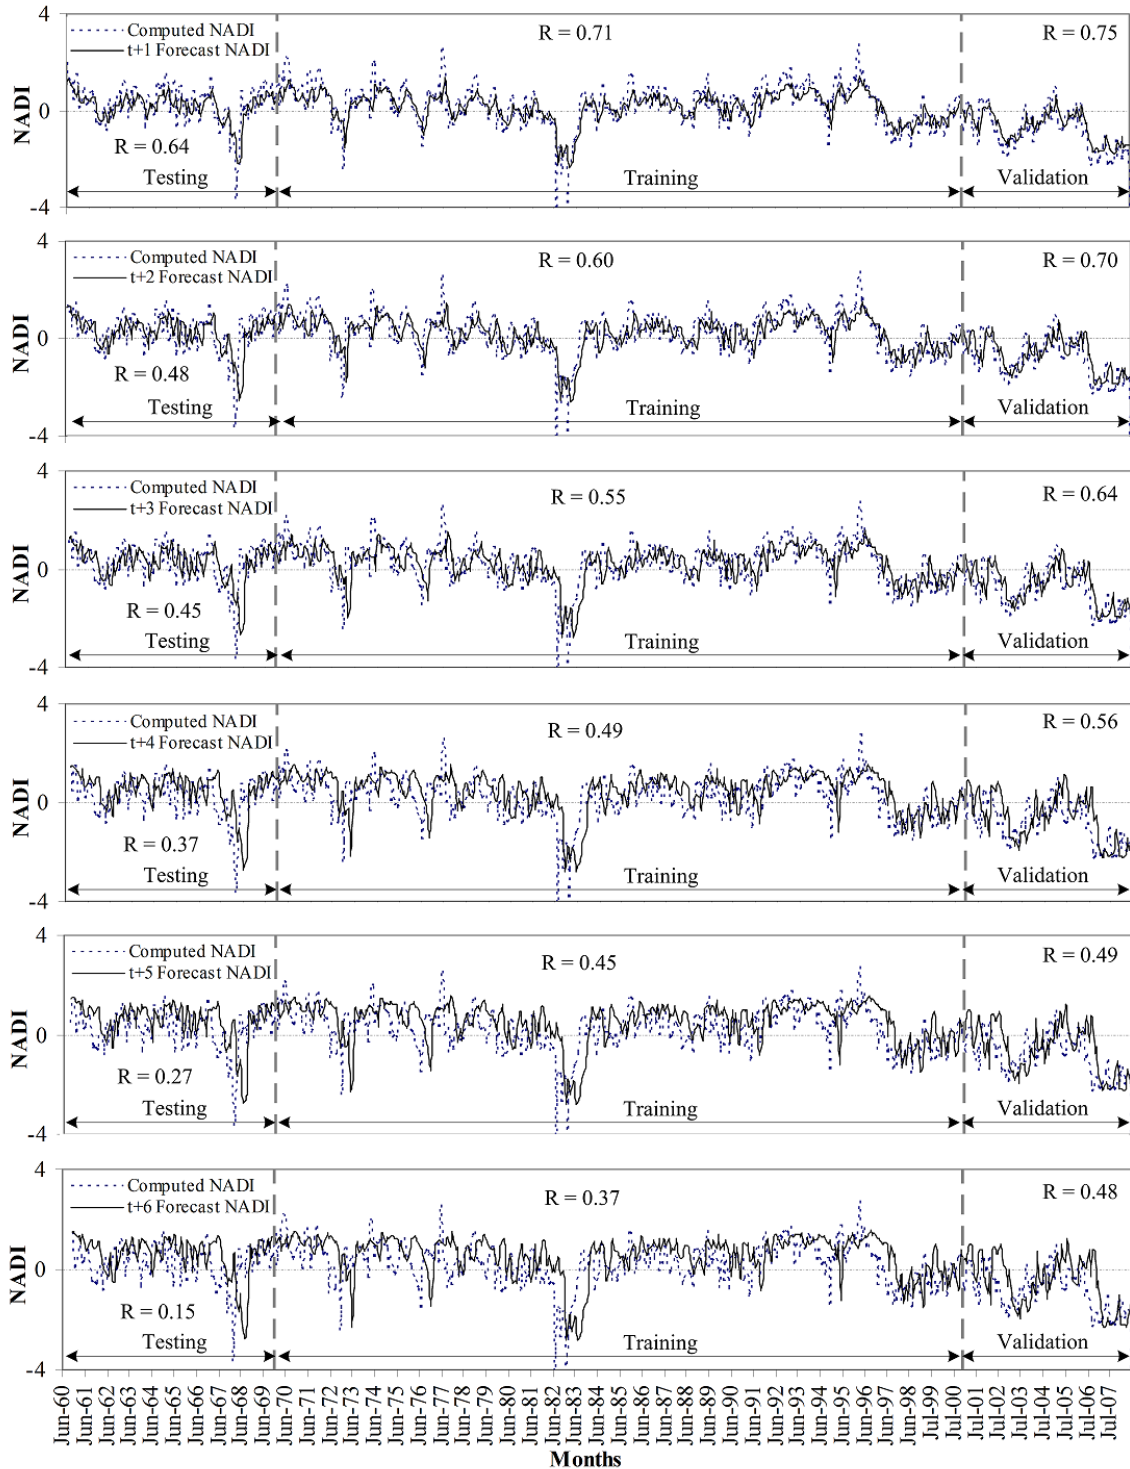 4
Computed NADI
t+1 Forecast NADI
R = 0.71
R = 0.75
NADI
0
R = 0.64
Testing
Training
Validation
-4
4
Computed NADI
t+2 Forecast NADI
R = 0.60
R = 0.70
NADI
0
R = 0.48
Testing
Training
Validation
-4
4
Computed NADI
t+3 Forecast NADI
R = 0.55
R = 0.64
NADI
0
R = 0.45
Testing
Training
Validation
-4
4
Computed NADI
t+4 Forecast NADI
R = 0.49
R = 0.56
NADI
0
R = 0.37
Testing
Training
Validation
-4
4
Computed NADI
t+5 Forecast NADI
R = 0.45
R = 0.49
NADI
0
R = 0.27
Testing
Training
Validation
-4
4
Computed NADI
t+6 Forecast NADI
R = 0.37
R = 0.48
NADI
0
R = 0.15
Testing
Training
Validation
-4
Jun-60
Jun-61
Jun-62
Jun-63
Jun-64
Jun-65
Jun-66
Jun-67
Jun-68
Jun-69
Jun-70
Jun-71
Jun-72
Jun-73
Jun-74
Jun-75
Jun-76
Jun-77
Jun-78
Jun-79
Jun-80
Jun-81
Jun-82
Jun-83
Jun-84
Jun-85
Jun-86
Jun-87
Jun-88
Jun-89
Jun-90
Jun-91
Jun-92
Jun-93
Jun-94
Jun-95
Jun-96
Jun-97
Jun-98
Jun-99
Jul-00
Jul-01
Jul-02
Jul-03
Jul-04
Jul-05
Jul-06
Jul-07
Months